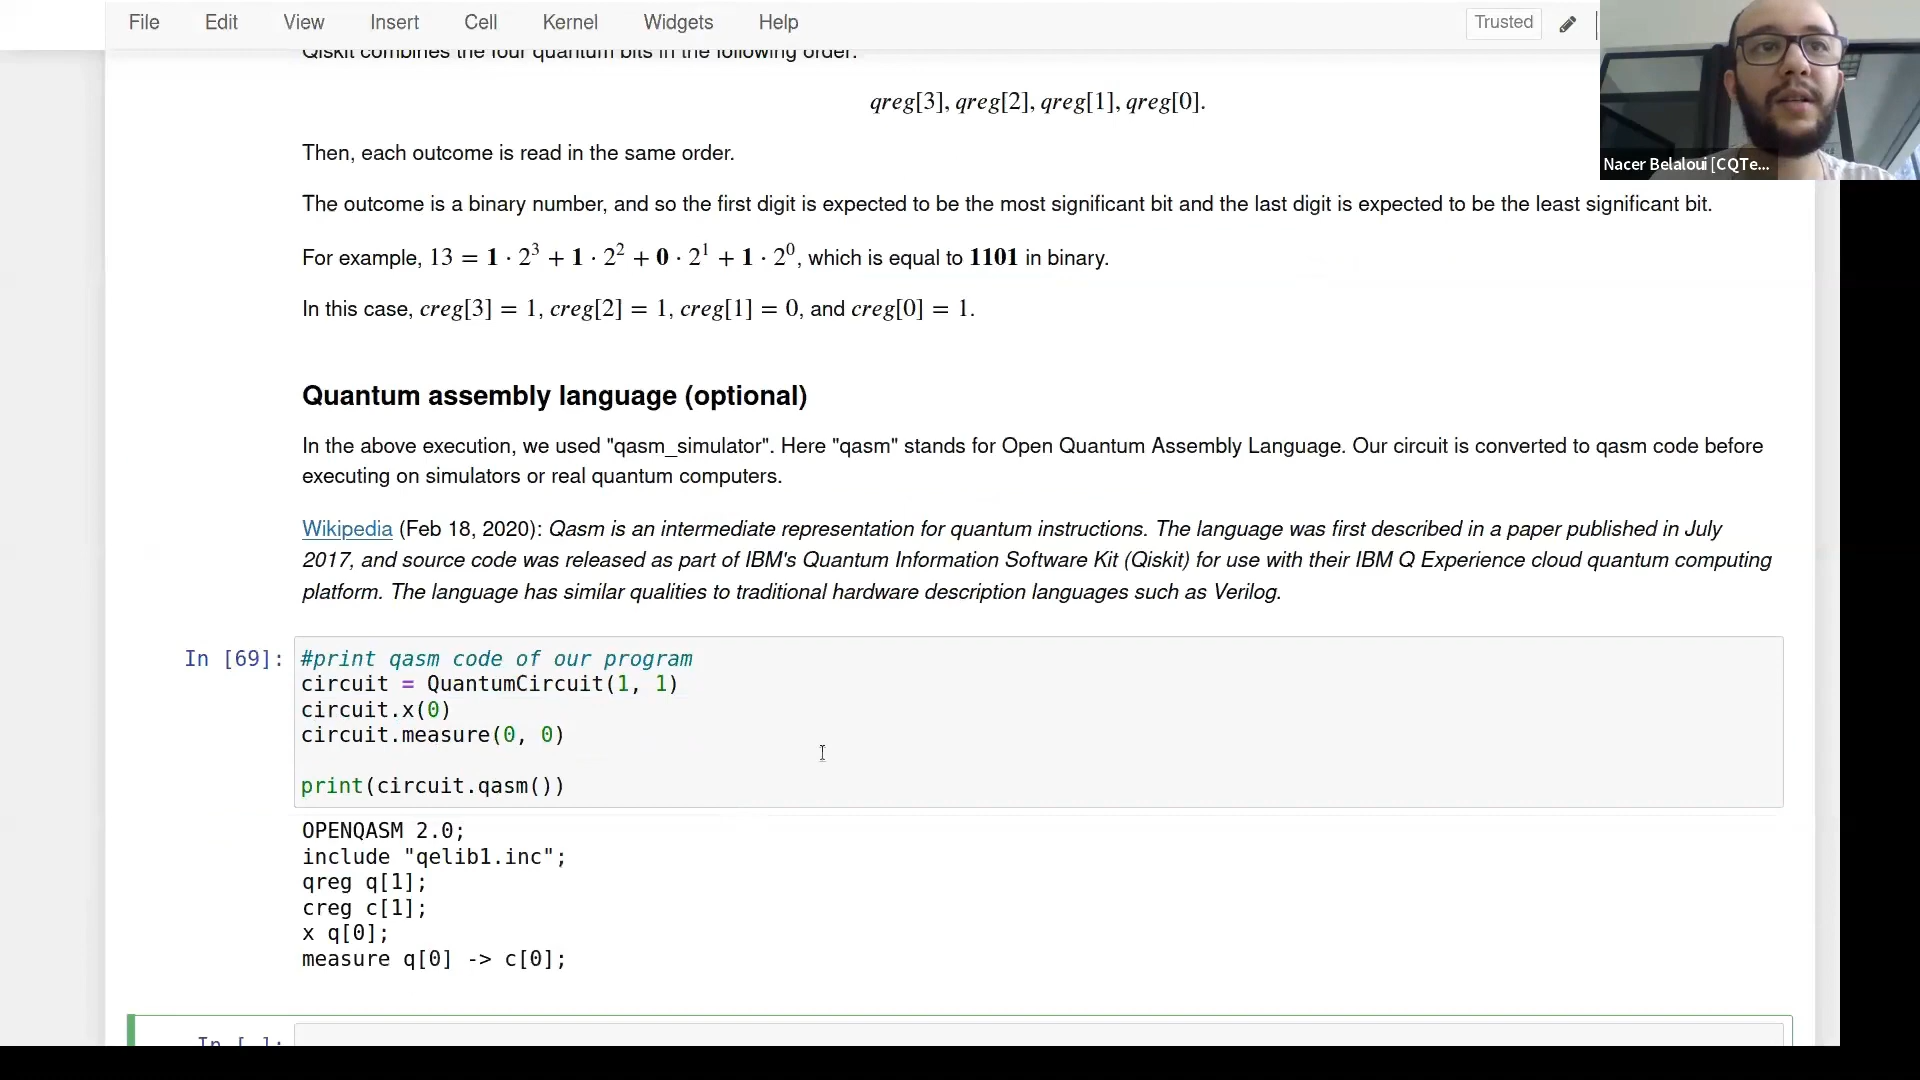 File Edit View Insert Cell Kernel Widgets Help Trusted
Qiskit combines the four quantum bits in the following order:
qreg[3], qreg[2], qreg[1], qreg[0].
Nacer Belaloui [CQTe...
Then, each outcome is read in the same order.
The outcome is a binary number, and so the first digit is expected to be the most significant bit and the last digit is expected to be the least significant bit.
For example, 13 = 1 · 2³ + 1 · 2² + 0 · 2¹ + 1 · 2⁰, which is equal to 1101 in binary.
In this case, creg[3] = 1, creg[2] = 1, creg[1] = 0, and creg[0] = 1.
Quantum assembly language (optional)
In the above execution, we used "qasm_simulator". Here "qasm" stands for Open Quantum Assembly Language. Our circuit is converted to qasm code before
executing on simulators or real quantum computers.
Wikipedia (Feb 18, 2020): Qasm is an intermediate representation for quantum instructions. The language was first described in a paper published in July
2017, and source code was released as part of IBM's Quantum Information Software Kit (Qiskit) for use with their IBM Q Experience cloud quantum computing
platform. The language has similar qualities to traditional hardware description languages such as Verilog.
In [69]: #print qasm code of our program
circuit = QuantumCircuit(1, 1)
circuit.x(0)
circuit.measure(0, 0)
print(circuit.qasm())
OPENQASM 2.0;
include "qelib1.inc";
qreg q[1];
creg c[1];
x q[0];
measure q[0] -> c[0];
In [ ]: